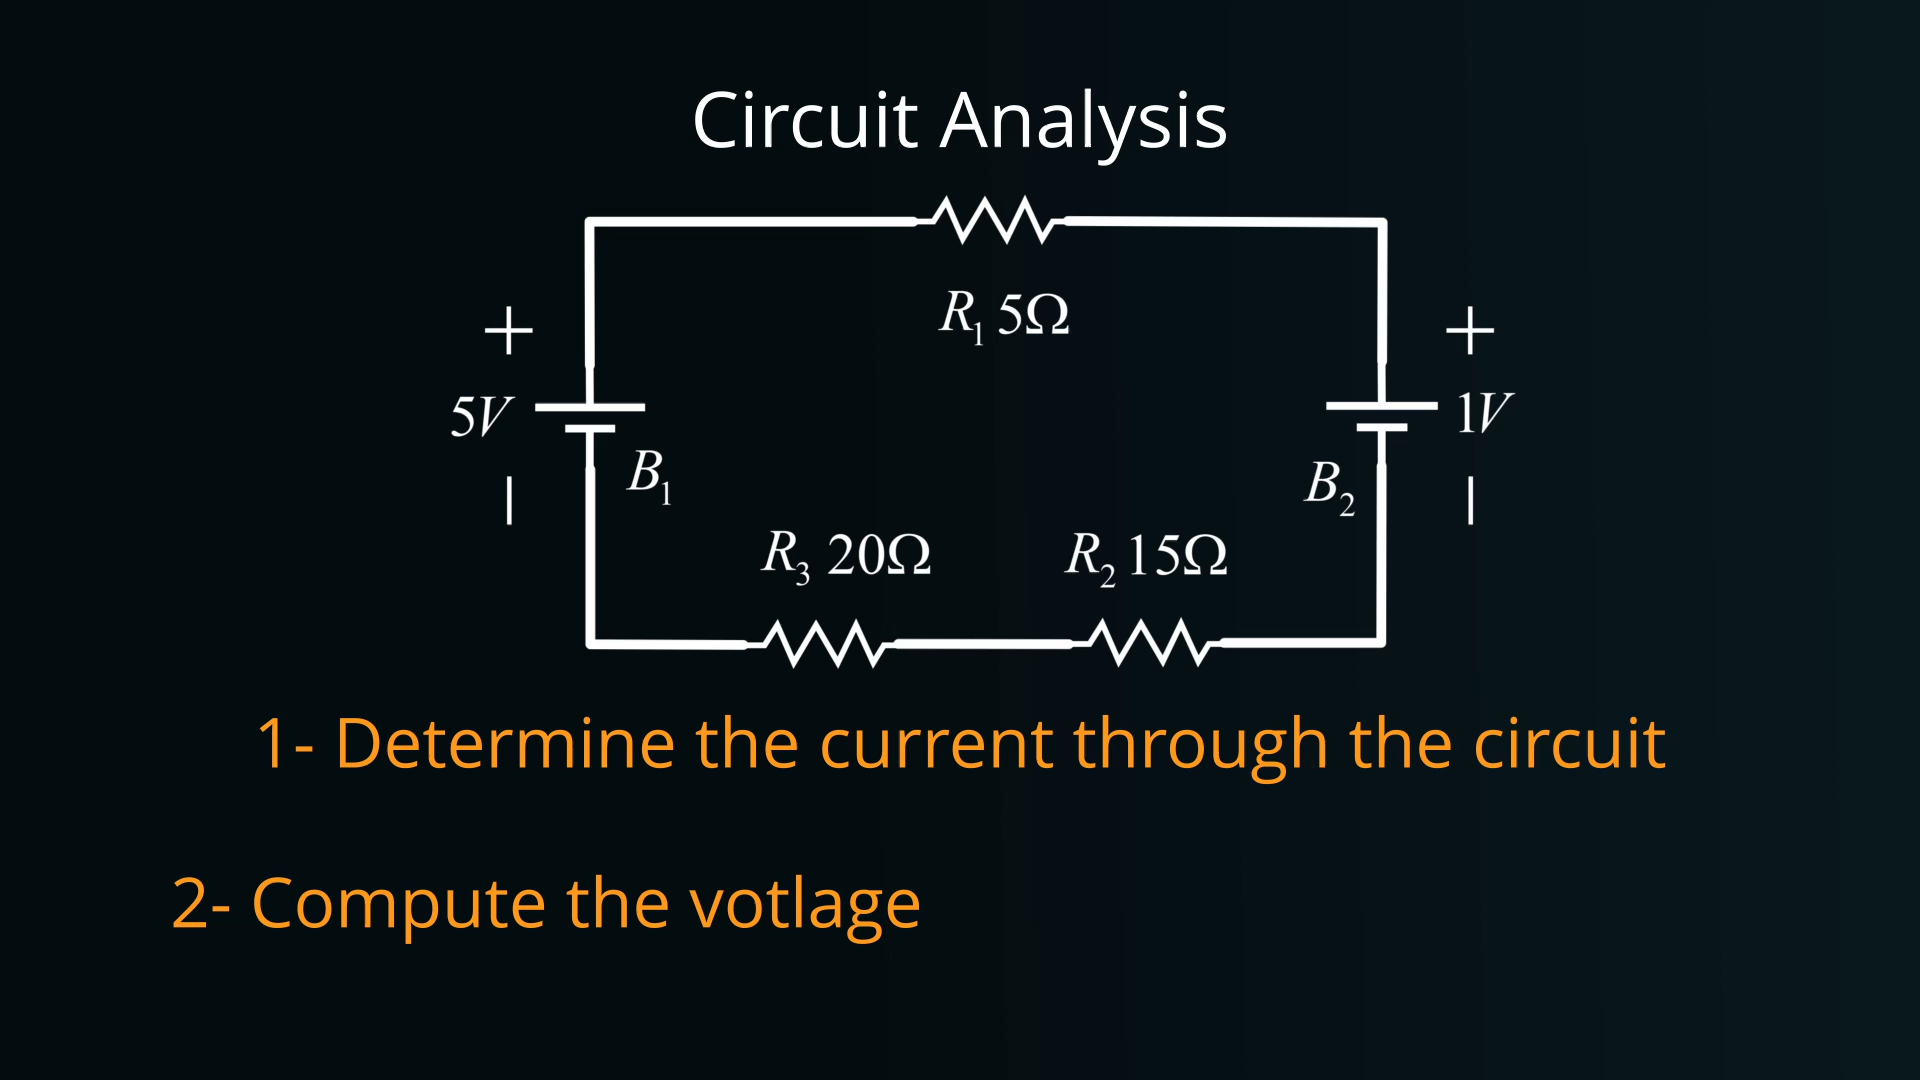 Circuit Analysis
R₁ 5Ω
+
+
5V
1V
B₁
B₂
–
–
R₃ 20Ω
R₂ 15Ω
1- Determine the current through the circuit
2- Compute the votlage